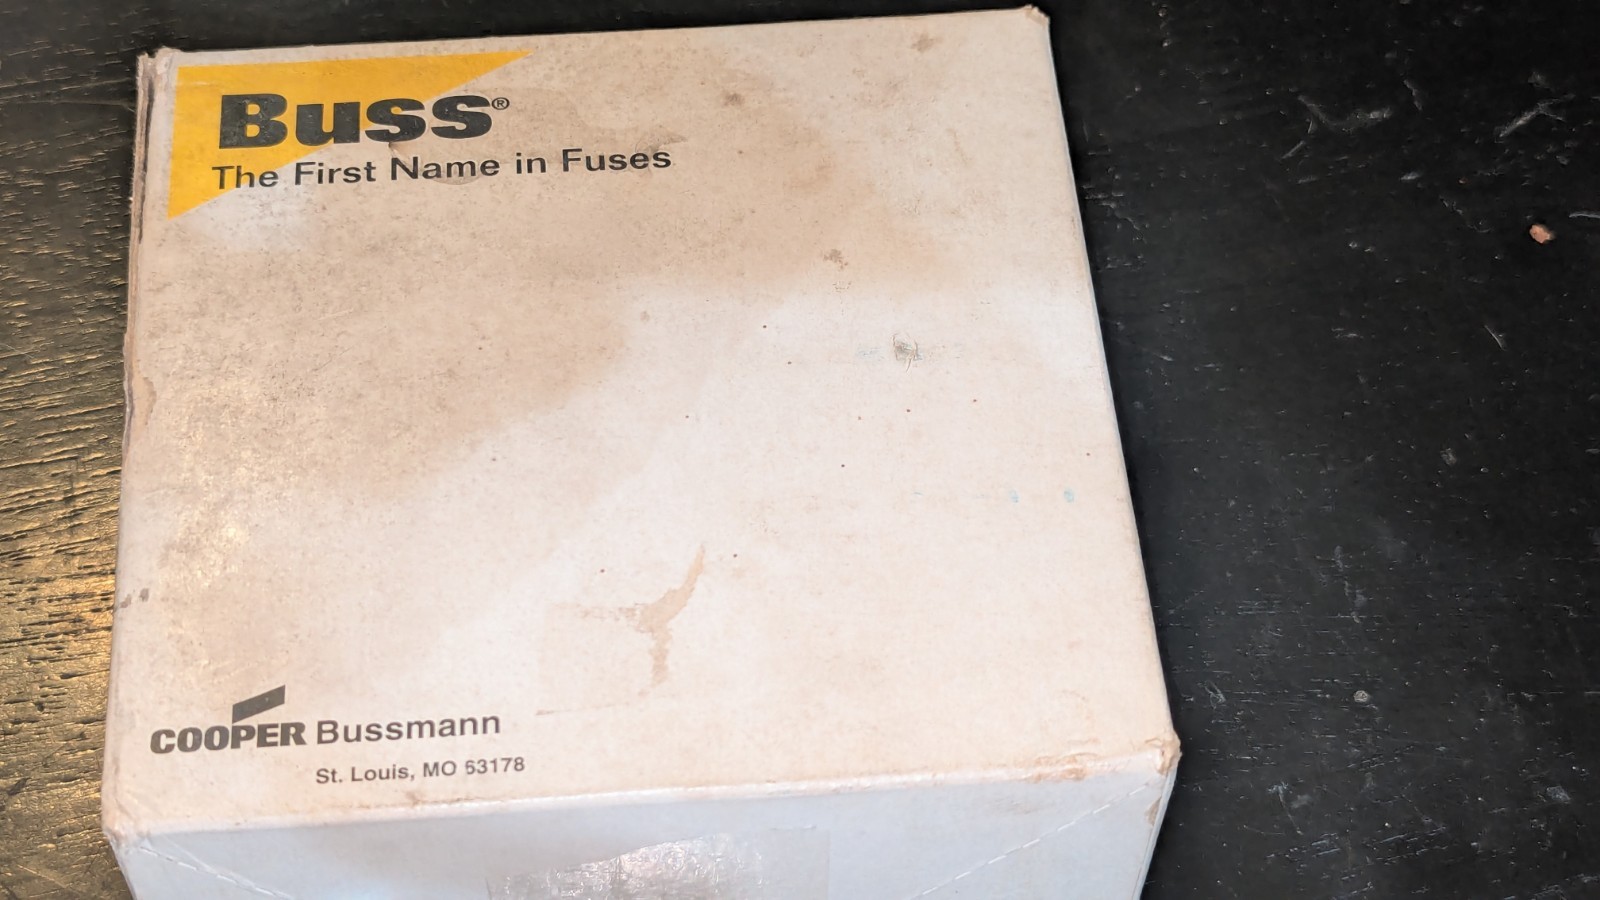 Buss®
The First Name in Fuses
COOPER Bussmann
St. Louis, MO 63178